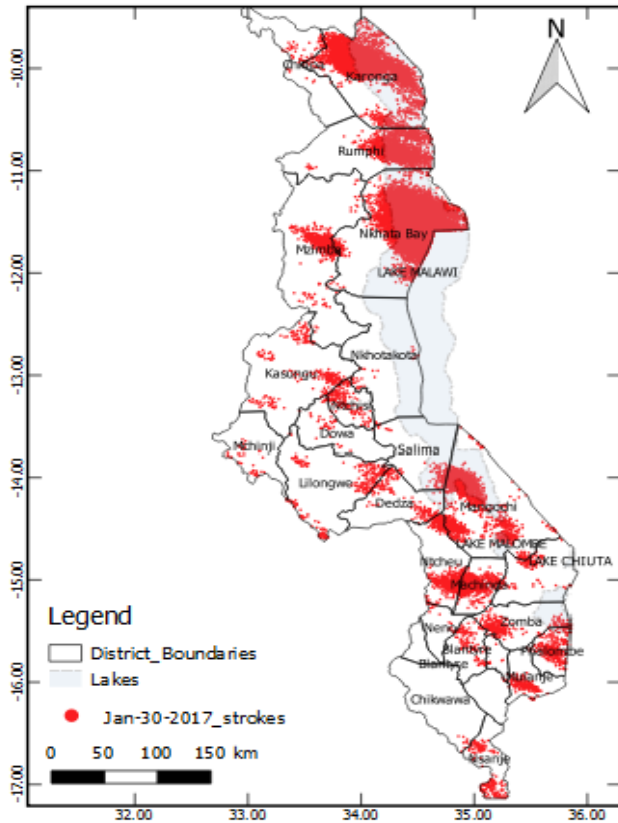 N
-10.00
Chitipa
Karonga
Rumphi
-11.00
Nkhata Bay
Mzimba
-12.00
LAKE MALAWI
Nkhotakota
-13.00
Kasungu
Ntchisi
Dowa
Mchinji
Salima
-14.00
Lilongwe
Mangochi
Dedza
LAKE MALOMBE
Ntcheu
LAKE CHIUTA
-15.00
Machinga
Legend
Zomba
Neno
District_Boundaries
Blantyre
Phalombe
Lakes
Blantyre
Mulanje
-16.00
Chikwawa
Jan-30-2017_strokes
0 50 100 150 km
Nsanje
-17.00
32.00 33.00 34.00 35.00 36.00